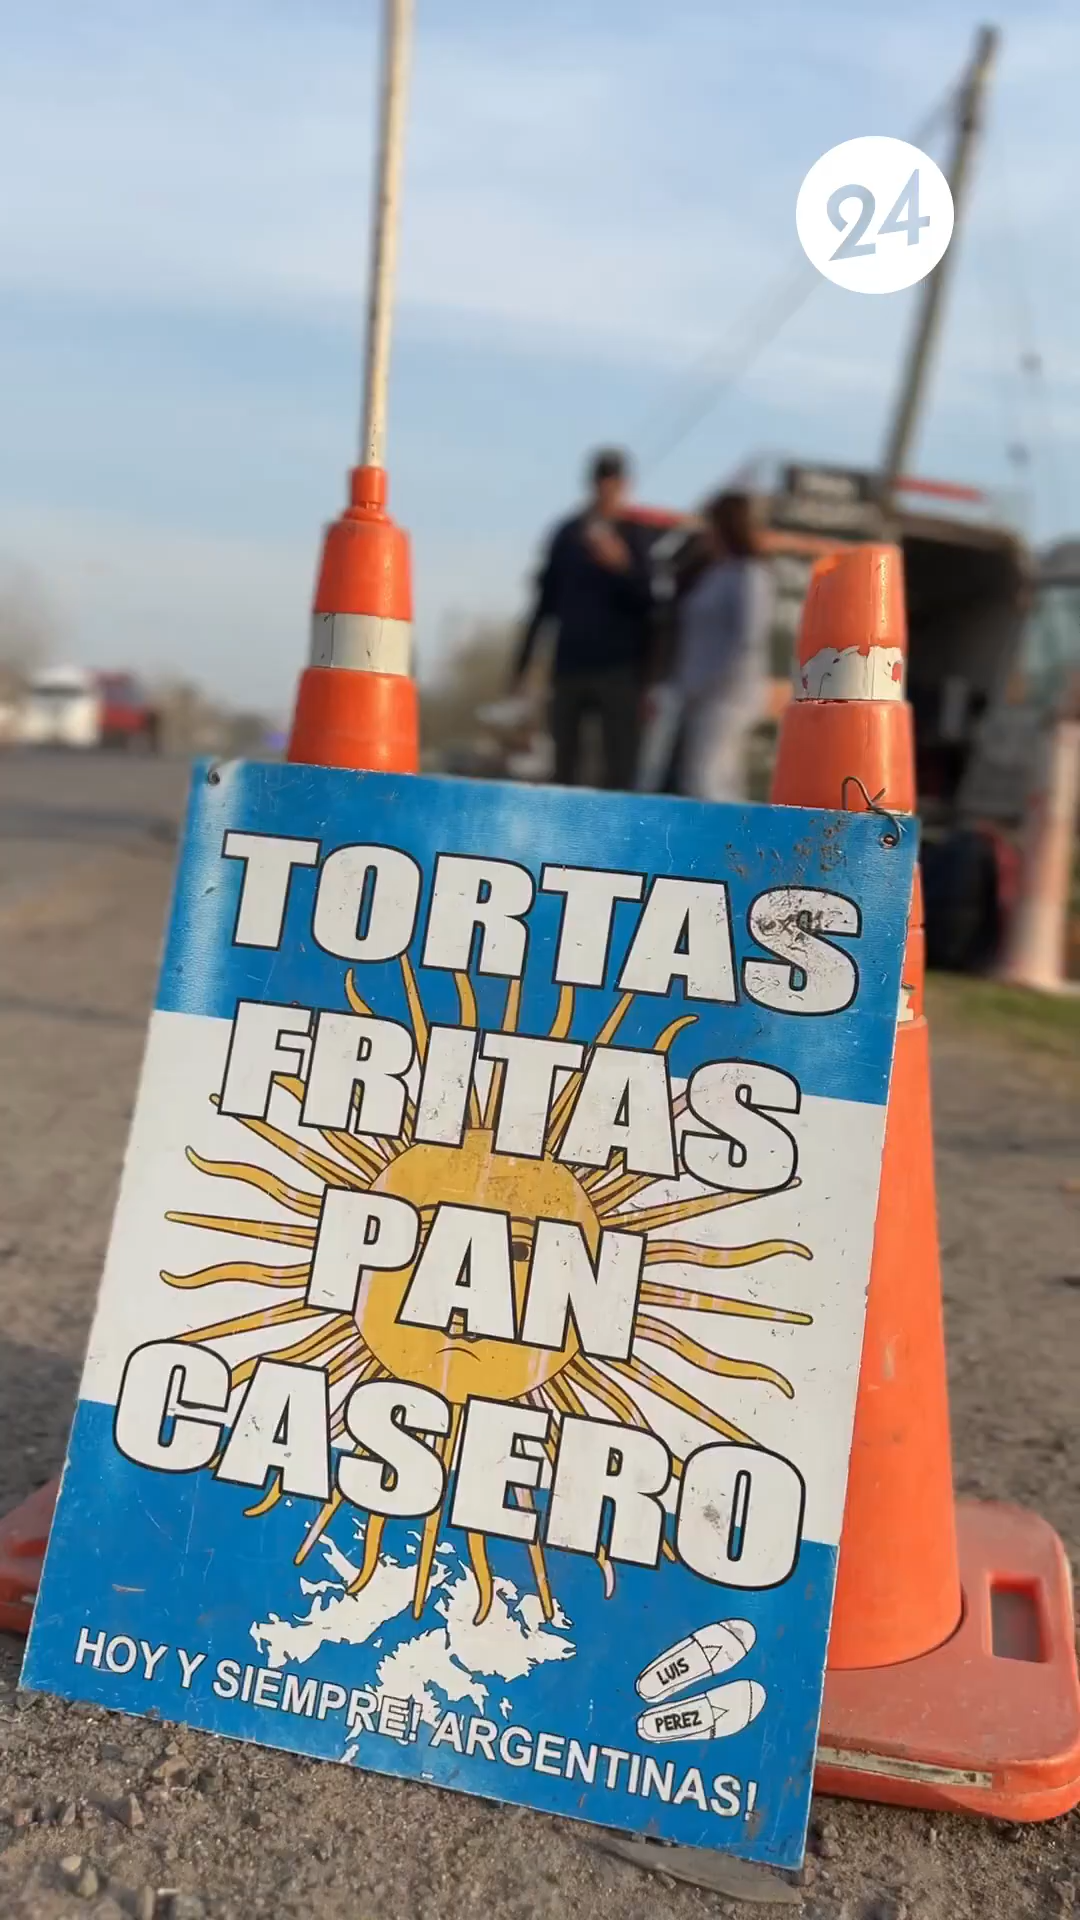 24
TORTAS
FRITAS
PAN
CASERO
HOY Y SIEMPRE! ARGENTINAS!
LUIS
PEREZ